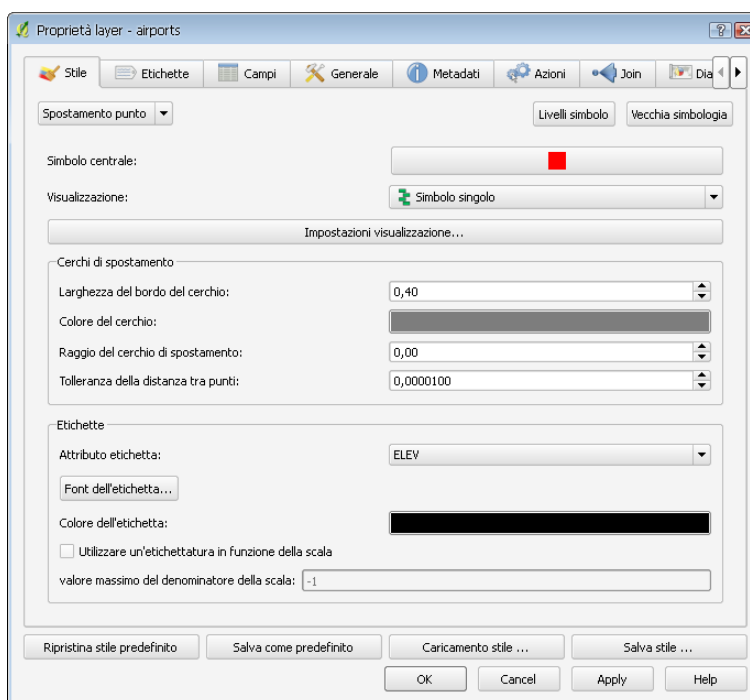 Proprietà layer - airports
Stile Etichette Campi Generale Metadati Azioni Join Dia
Spostamento punto Livelli simbolo Vecchia simbologia
Simbolo centrale:
Visualizzazione: Simbolo singolo
Impostazioni visualizzazione...
Cerchi di spostamento
Larghezza del bordo del cerchio: 0,40
Colore del cerchio:
Raggio del cerchio di spostamento: 0,00
Tolleranza della distanza tra punti: 0,0000100
Etichette
Attributo etichetta: ELEV
Font dell'etichetta...
Colore dell'etichetta:
Utilizzare un'etichettatura in funzione della scala
valore massimo del denominatore della scala: -1
Ripristina stile predefinito Salva come predefinito Caricamento stile ... Salva stile ...
OK Cancel Apply Help